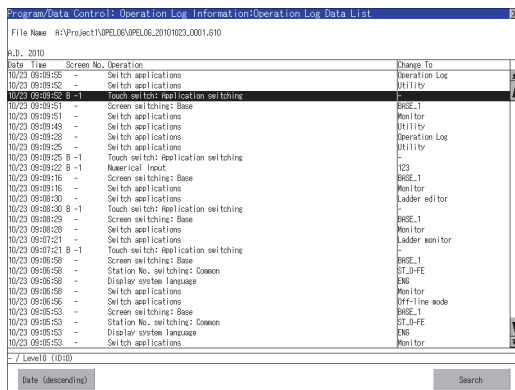 Program/Data Control: Operation Log Information:Operation Log Data List
File Name A:\Project1\OPELOG\OPELOG_20101023_0001.G1O
A.D. 2010
Date Time Screen No. Operation Change To
10/23 09:09:55 - Switch applications Operation Log
10/23 09:09:52 - Switch applications Utility
10/23 09:09:52 B -1 Touch switch: Application switching -
10/23 09:09:51 - Screen switching: Base BASE_1
10/23 09:09:51 - Switch applications Monitor
10/23 09:09:49 - Switch applications Utility
10/23 09:09:28 - Switch applications Operation Log
10/23 09:09:25 - Switch applications Utility
10/23 09:09:25 B -1 Touch switch: Application switching -
10/23 09:09:22 B -1 Numerical Input 123
10/23 09:09:16 - Screen switching: Base BASE_1
10/23 09:09:16 - Switch applications Monitor
10/23 09:08:30 - Switch applications Ladder editor
10/23 09:08:30 B -1 Touch switch: Application switching -
10/23 09:08:29 - Screen switching: Base BASE_1
10/23 09:08:28 - Switch applications Monitor
10/23 09:07:21 - Switch applications Ladder monitor
10/23 09:07:21 B -1 Touch switch: Application switching -
10/23 09:06:58 - Screen switching: Base BASE_1
10/23 09:06:58 - Station No. switching: Common ST_0-FE
10/23 09:06:58 - Display system language ENG
10/23 09:06:58 - Switch applications Monitor
10/23 09:06:56 - Switch applications Off-line mode
10/23 09:05:53 - Screen switching: Base BASE_1
10/23 09:05:53 - Station No. switching: Common ST_0-FE
10/23 09:05:53 - Display system language ENG
10/23 09:05:53 - Switch applications Monitor
- / Level0 (ID:0)
Date (descending) Search